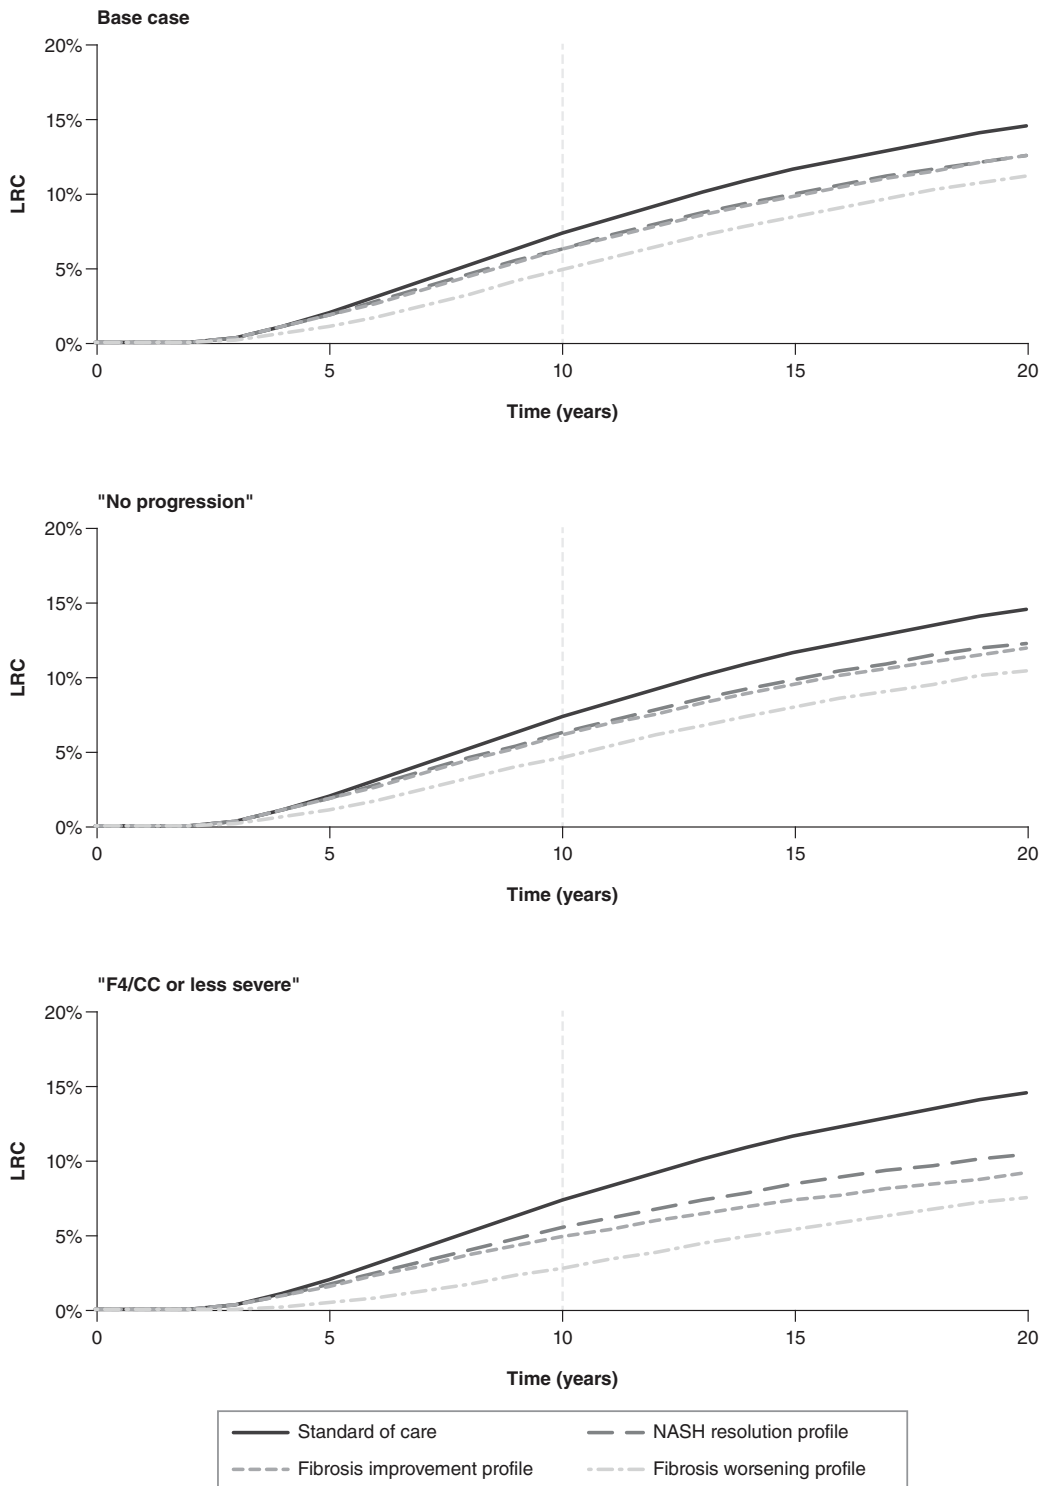 Base case
20%
15%
10%
5%
0%
LRC
0 5 10 15 20
Time (years)
"No progression"
20%
15%
10%
5%
0%
LRC
0 5 10 15 20
Time (years)
"F4/CC or less severe"
20%
15%
10%
5%
0%
LRC
0 5 10 15 20
Time (years)
Standard of care NASH resolution profile
Fibrosis improvement profile Fibrosis worsening profile